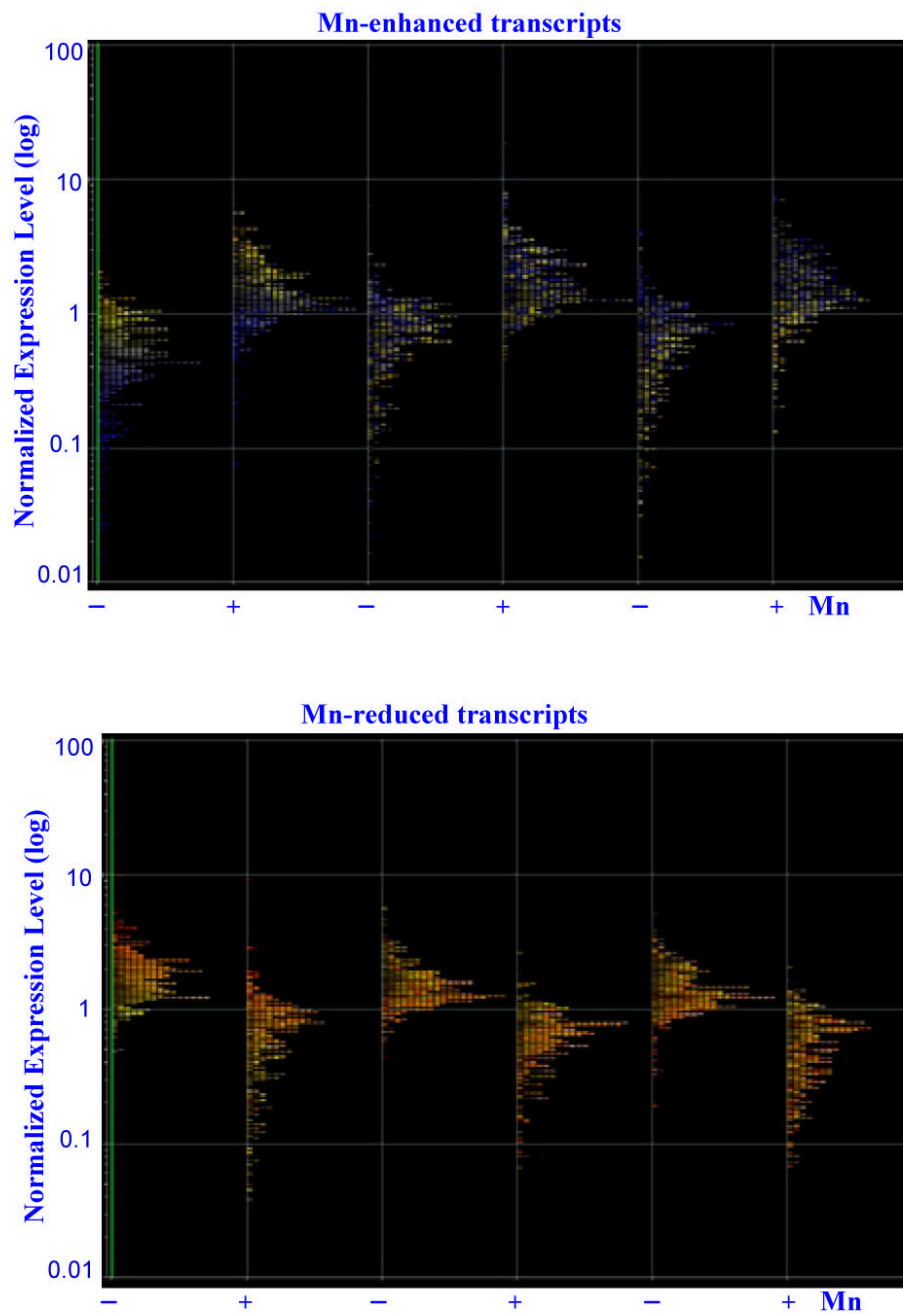 Mn-enhanced transcripts
Normalized Expression Level (log)
100
10
1
0.1
0.01
− + − + − + Mn
Mn-reduced transcripts
Normalized Expression Level (log)
100
10
1
0.1
0.01
− + − + − + Mn